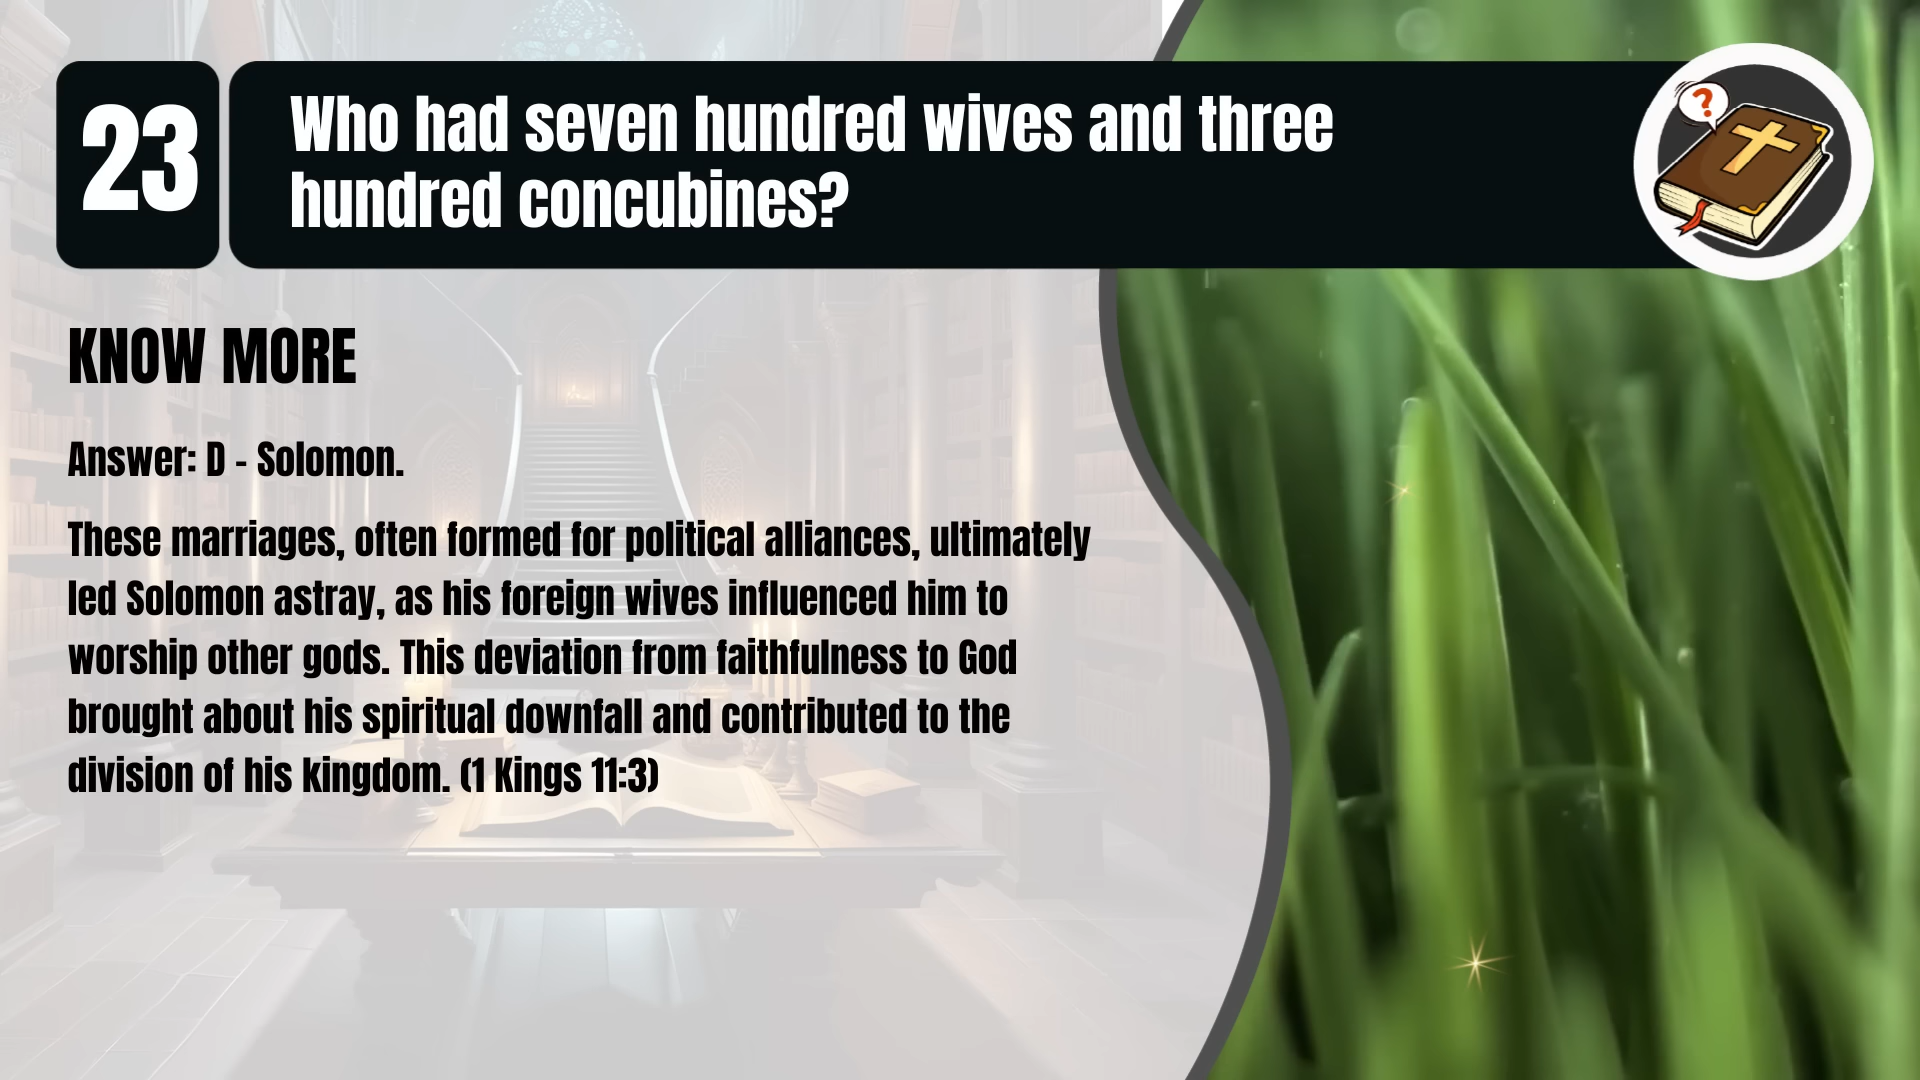 23
Who had seven hundred wives and three
hundred concubines?
?
KNOW MORE
Answer: D - Solomon.
These marriages, often formed for political alliances, ultimately
led Solomon astray, as his foreign wives influenced him to
worship other gods. This deviation from faithfulness to God
brought about his spiritual downfall and contributed to the
division of his kingdom. (1 Kings 11:3)